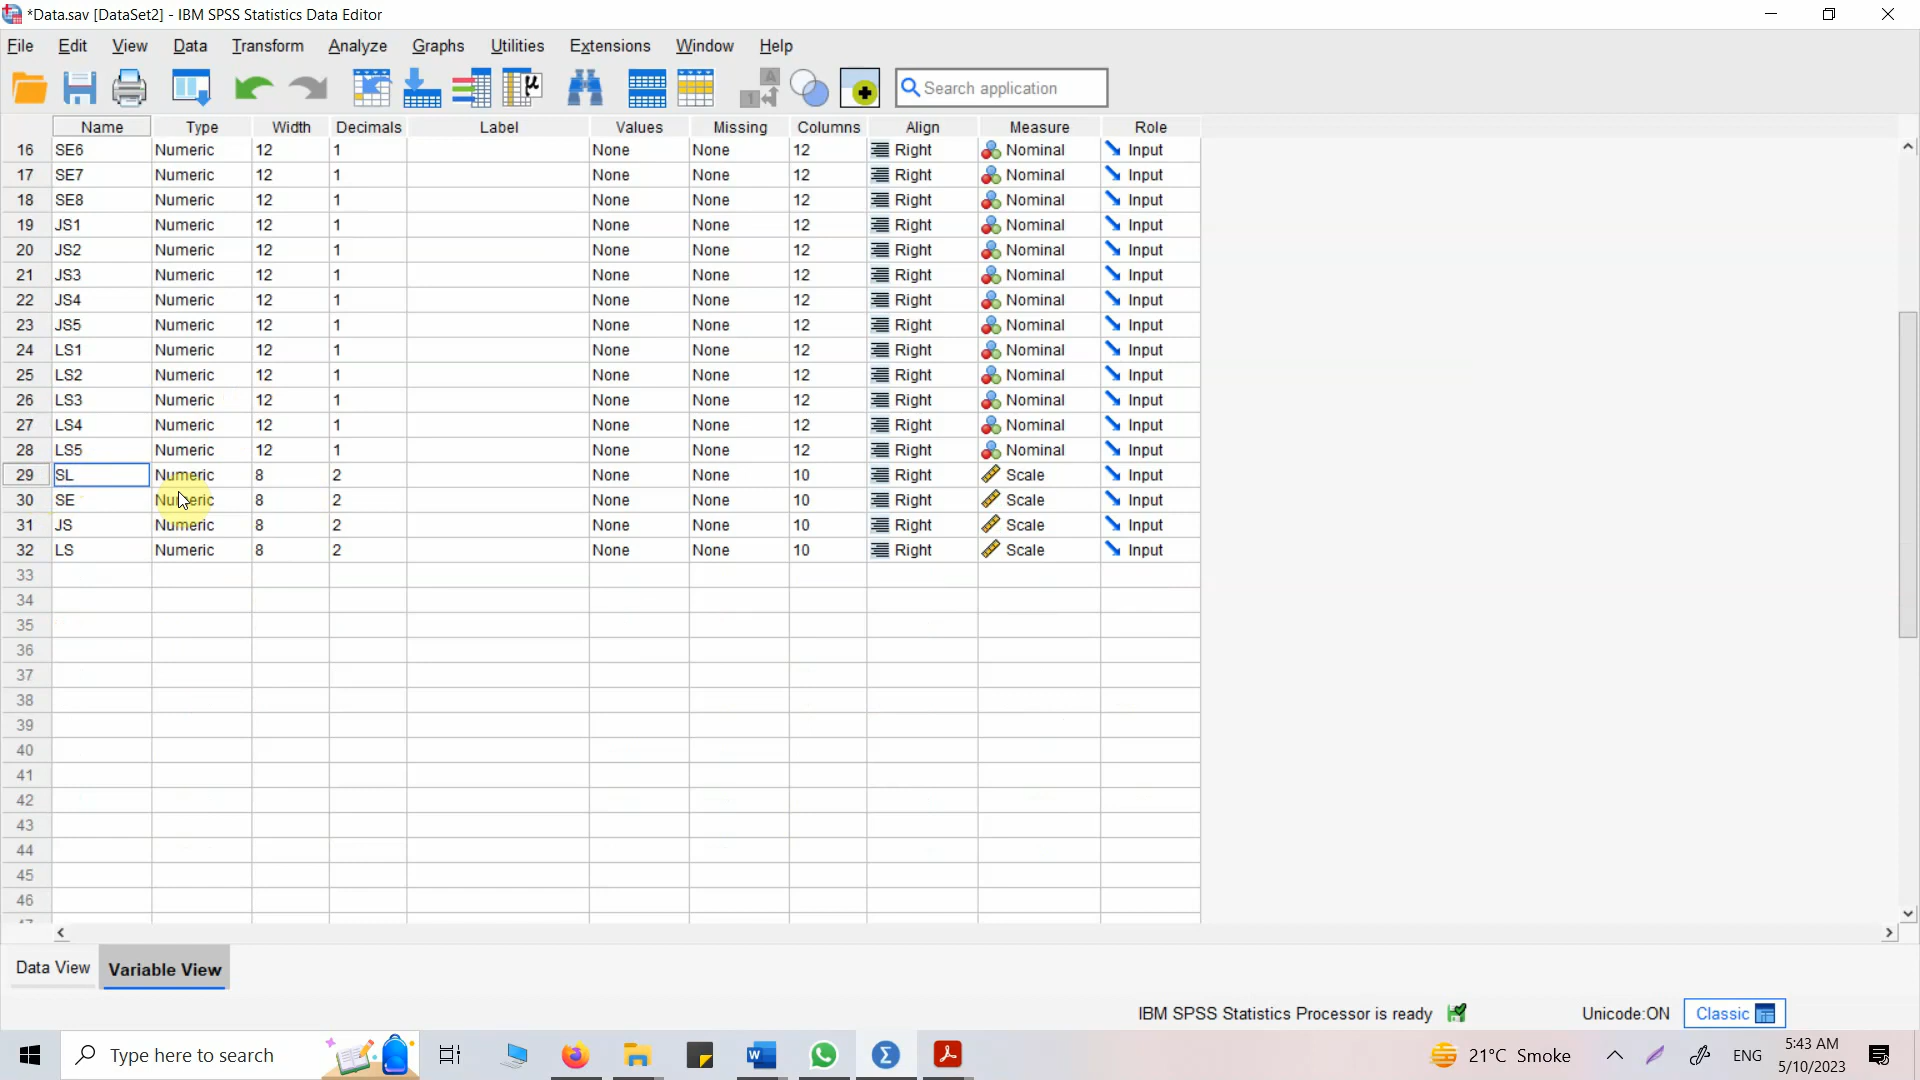 *Data.sav [DataSet2] - IBM SPSS Statistics Data Editor
File Edit View Data Transform Analyze Graphs Utilities Extensions Window Help
Search application
Name Type Width Decimals Label Values Missing Columns Align Measure Role
16 SE6 Numeric 12 1 None None 12 Right Nominal Input
17 SE7 Numeric 12 1 None None 12 Right Nominal Input
18 SE8 Numeric 12 1 None None 12 Right Nominal Input
19 JS1 Numeric 12 1 None None 12 Right Nominal Input
20 JS2 Numeric 12 1 None None 12 Right Nominal Input
21 JS3 Numeric 12 1 None None 12 Right Nominal Input
22 JS4 Numeric 12 1 None None 12 Right Nominal Input
23 JS5 Numeric 12 1 None None 12 Right Nominal Input
24 LS1 Numeric 12 1 None None 12 Right Nominal Input
25 LS2 Numeric 12 1 None None 12 Right Nominal Input
26 LS3 Numeric 12 1 None None 12 Right Nominal Input
27 LS4 Numeric 12 1 None None 12 Right Nominal Input
28 LS5 Numeric 12 1 None None 12 Right Nominal Input
29 SL Numeric 8 2 None None 10 Right Scale Input
30 SE Numeric 8 2 None None 10 Right Scale Input
31 JS Numeric 8 2 None None 10 Right Scale Input
32 LS Numeric 8 2 None None 10 Right Scale Input
33
34
35
36
37
38
39
40
41
42
43
44
45
46
47
Data View Variable View
IBM SPSS Statistics Processor is ready Unicode:ON Classic
Type here to search 21°C Smoke ENG 5:43 AM
5/10/2023